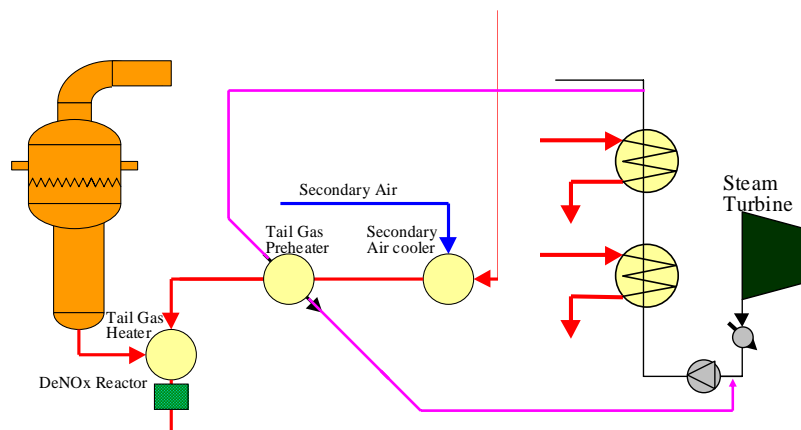 Secondary Air
Tail Gas
Preheater
Secondary
Air cooler
Steam
Turbine
Tail Gas
Heater
DeNOx Reactor